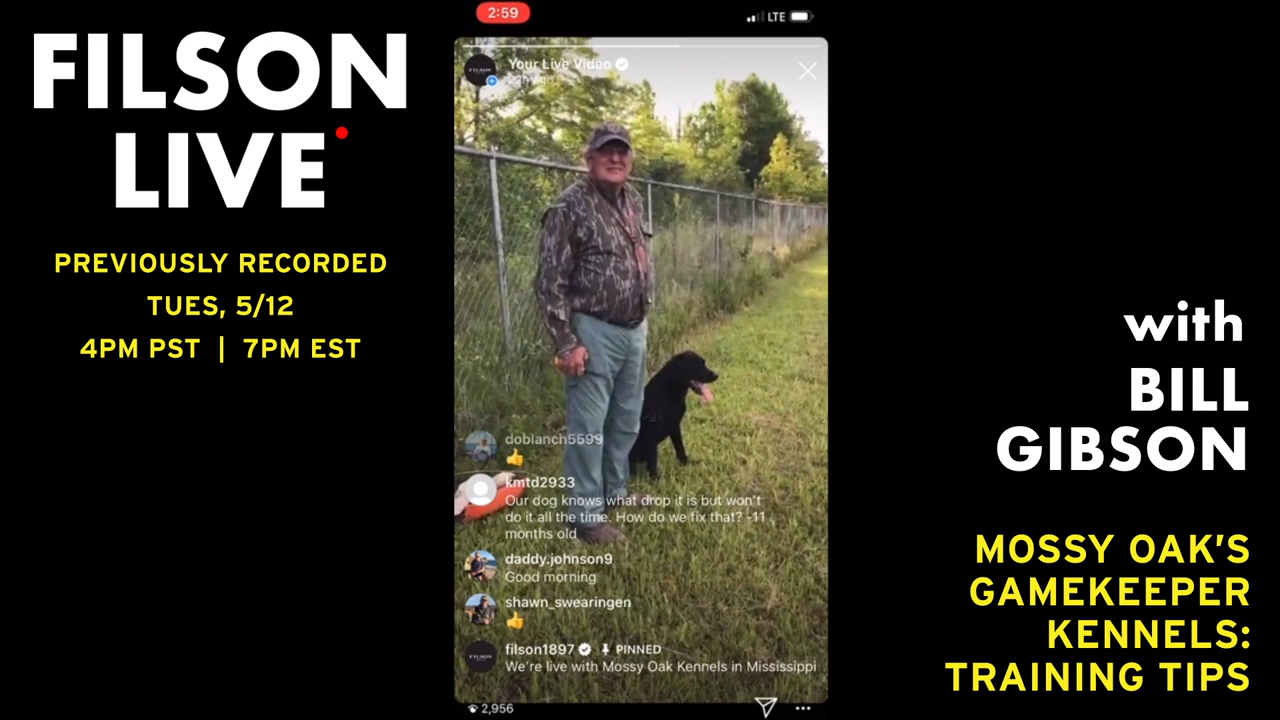 FILSON
LIVE
PREVIOUSLY RECORDED
TUES, 5/12
4PM PST | 7PM EST
2:59
LTE
FILSON
Your Live Video
doblanch5599
👍
kmtd2933
Our dog knows what drop it is but won't
do it all the time. How do we fix that? -11
months old
daddy.johnson9
Good morning
shawn_swearingen
👍
FILSON
filson1897 PINNED
We're live with Mossy Oak Kennels in Mississippi
2,956
with
BILL
GIBSON
MOSSY OAK'S
GAMEKEEPER
KENNELS:
TRAINING TIPS